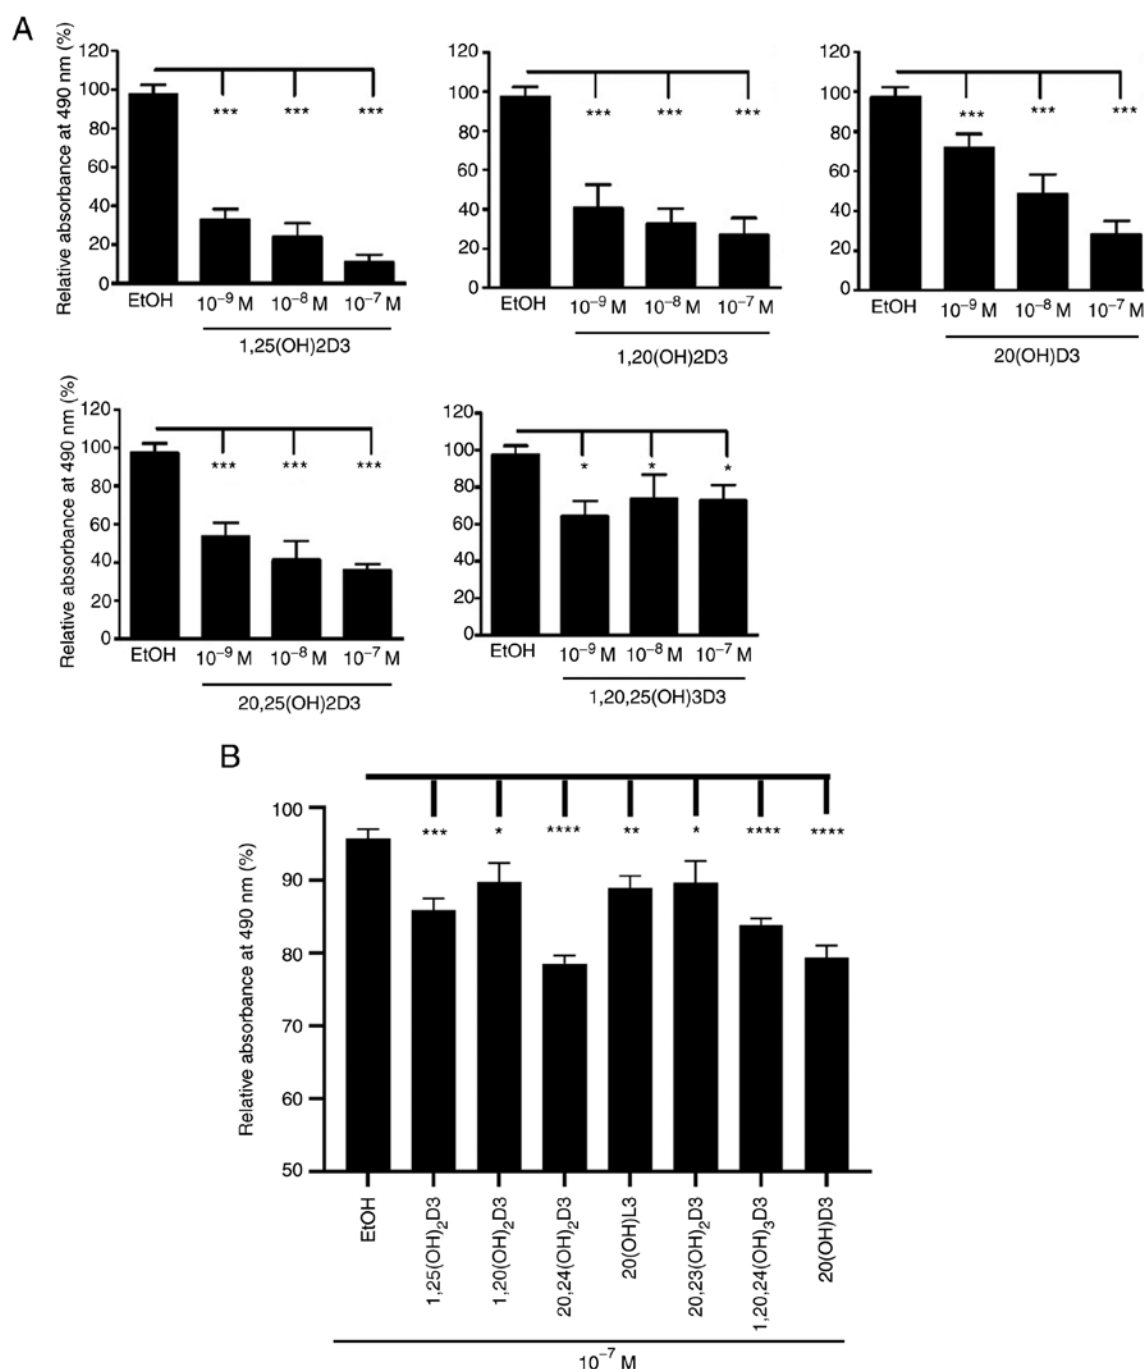 A
Relative absorbance at 490 nm (%)
120
100
80
60
40
20
0
*** *** ***
EtOH 10⁻⁹ M 10⁻⁸ M 10⁻⁷ M
1,25(OH)2D3
120
100
80
60
40
20
0
*** *** ***
EtOH 10⁻⁹ M 10⁻⁸ M 10⁻⁷ M
1,20(OH)2D3
120
100
80
60
40
20
0
*** *** ***
EtOH 10⁻⁹ M 10⁻⁸ M 10⁻⁷ M
20(OH)D3
Relative absorbance at 490 nm (%)
120
100
80
60
40
20
0
*** *** ***
EtOH 10⁻⁹ M 10⁻⁸ M 10⁻⁷ M
20,25(OH)2D3
120
100
80
60
40
20
0
* * *
EtOH 10⁻⁹ M 10⁻⁸ M 10⁻⁷ M
1,20,25(OH)3D3
B
Relative absorbance at 490 nm (%)
100
90
80
70
60
50
*** * **** ** * **** ****
EtOH
1,25(OH)₂D3
1,20(OH)₂D3
20,24(OH)₂D3
20(OH)L3
20,23(OH)₂D3
1,20,24(OH)₃D3
20(OH)D3
10⁻⁷ M